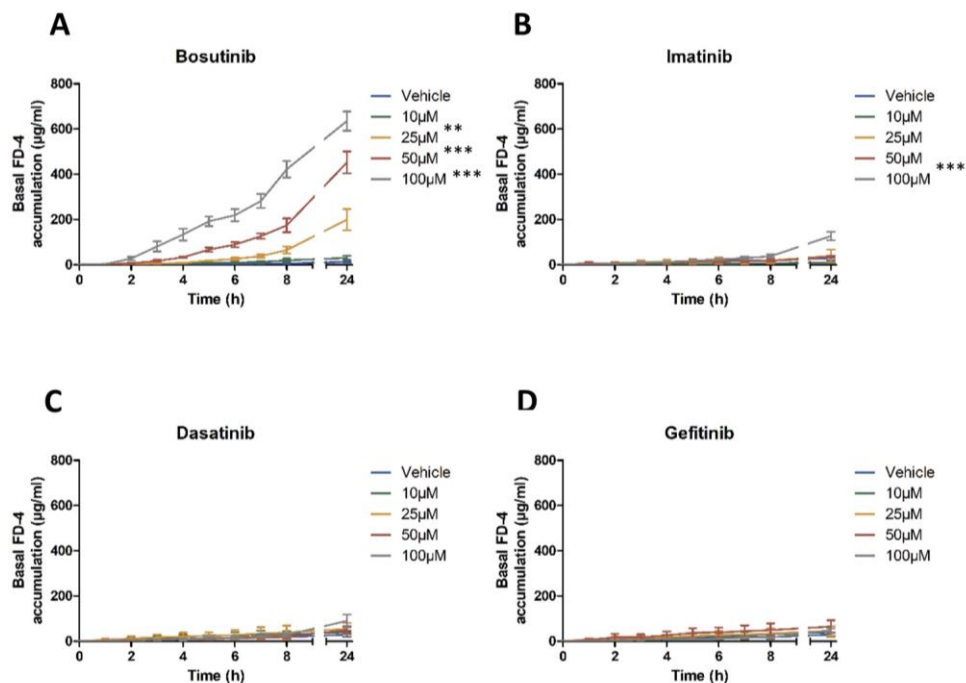 A
Bosutinib
Basal FD-4
accumulation (µg/ml)
800
600
400
200
0
0 2 4 6 8 24
Time (h)
Vehicle
10µM
25µM **
50µM ***
100µM ***
B
Imatinib
Basal FD-4
accumulation (µg/ml)
800
600
400
200
0
0 2 4 6 8 24
Time (h)
Vehicle
10µM
25µM
50µM
100µM ***
C
Dasatinib
Basal FD-4
accumulation (µg/ml)
800
600
400
200
0
0 2 4 6 8 24
Time (h)
Vehicle
10µM
25µM
50µM
100µM
D
Gefitinib
Basal FD-4
accumulation (µg/ml)
800
600
400
200
0
0 2 4 6 8 24
Time (h)
Vehicle
10µM
25µM
50µM
100µM